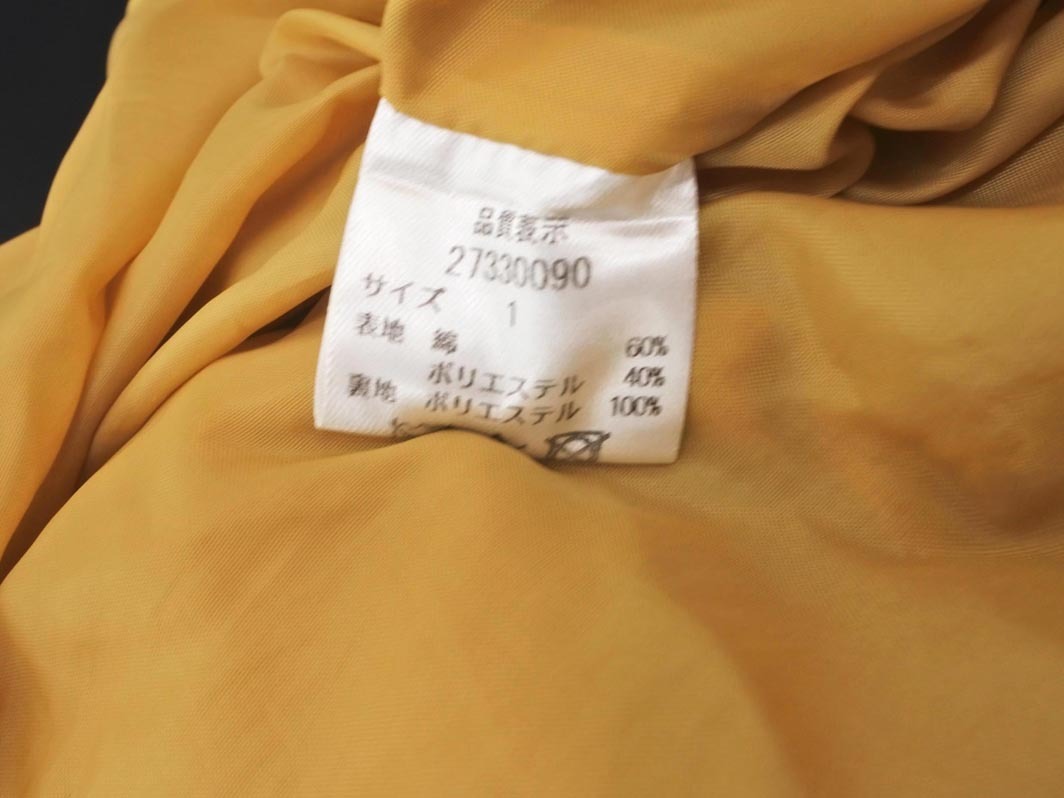 品質表示
27330090
サイズ 1
表地 綿 60%
ポリエステル 40%
裏地 ポリエステル 100%